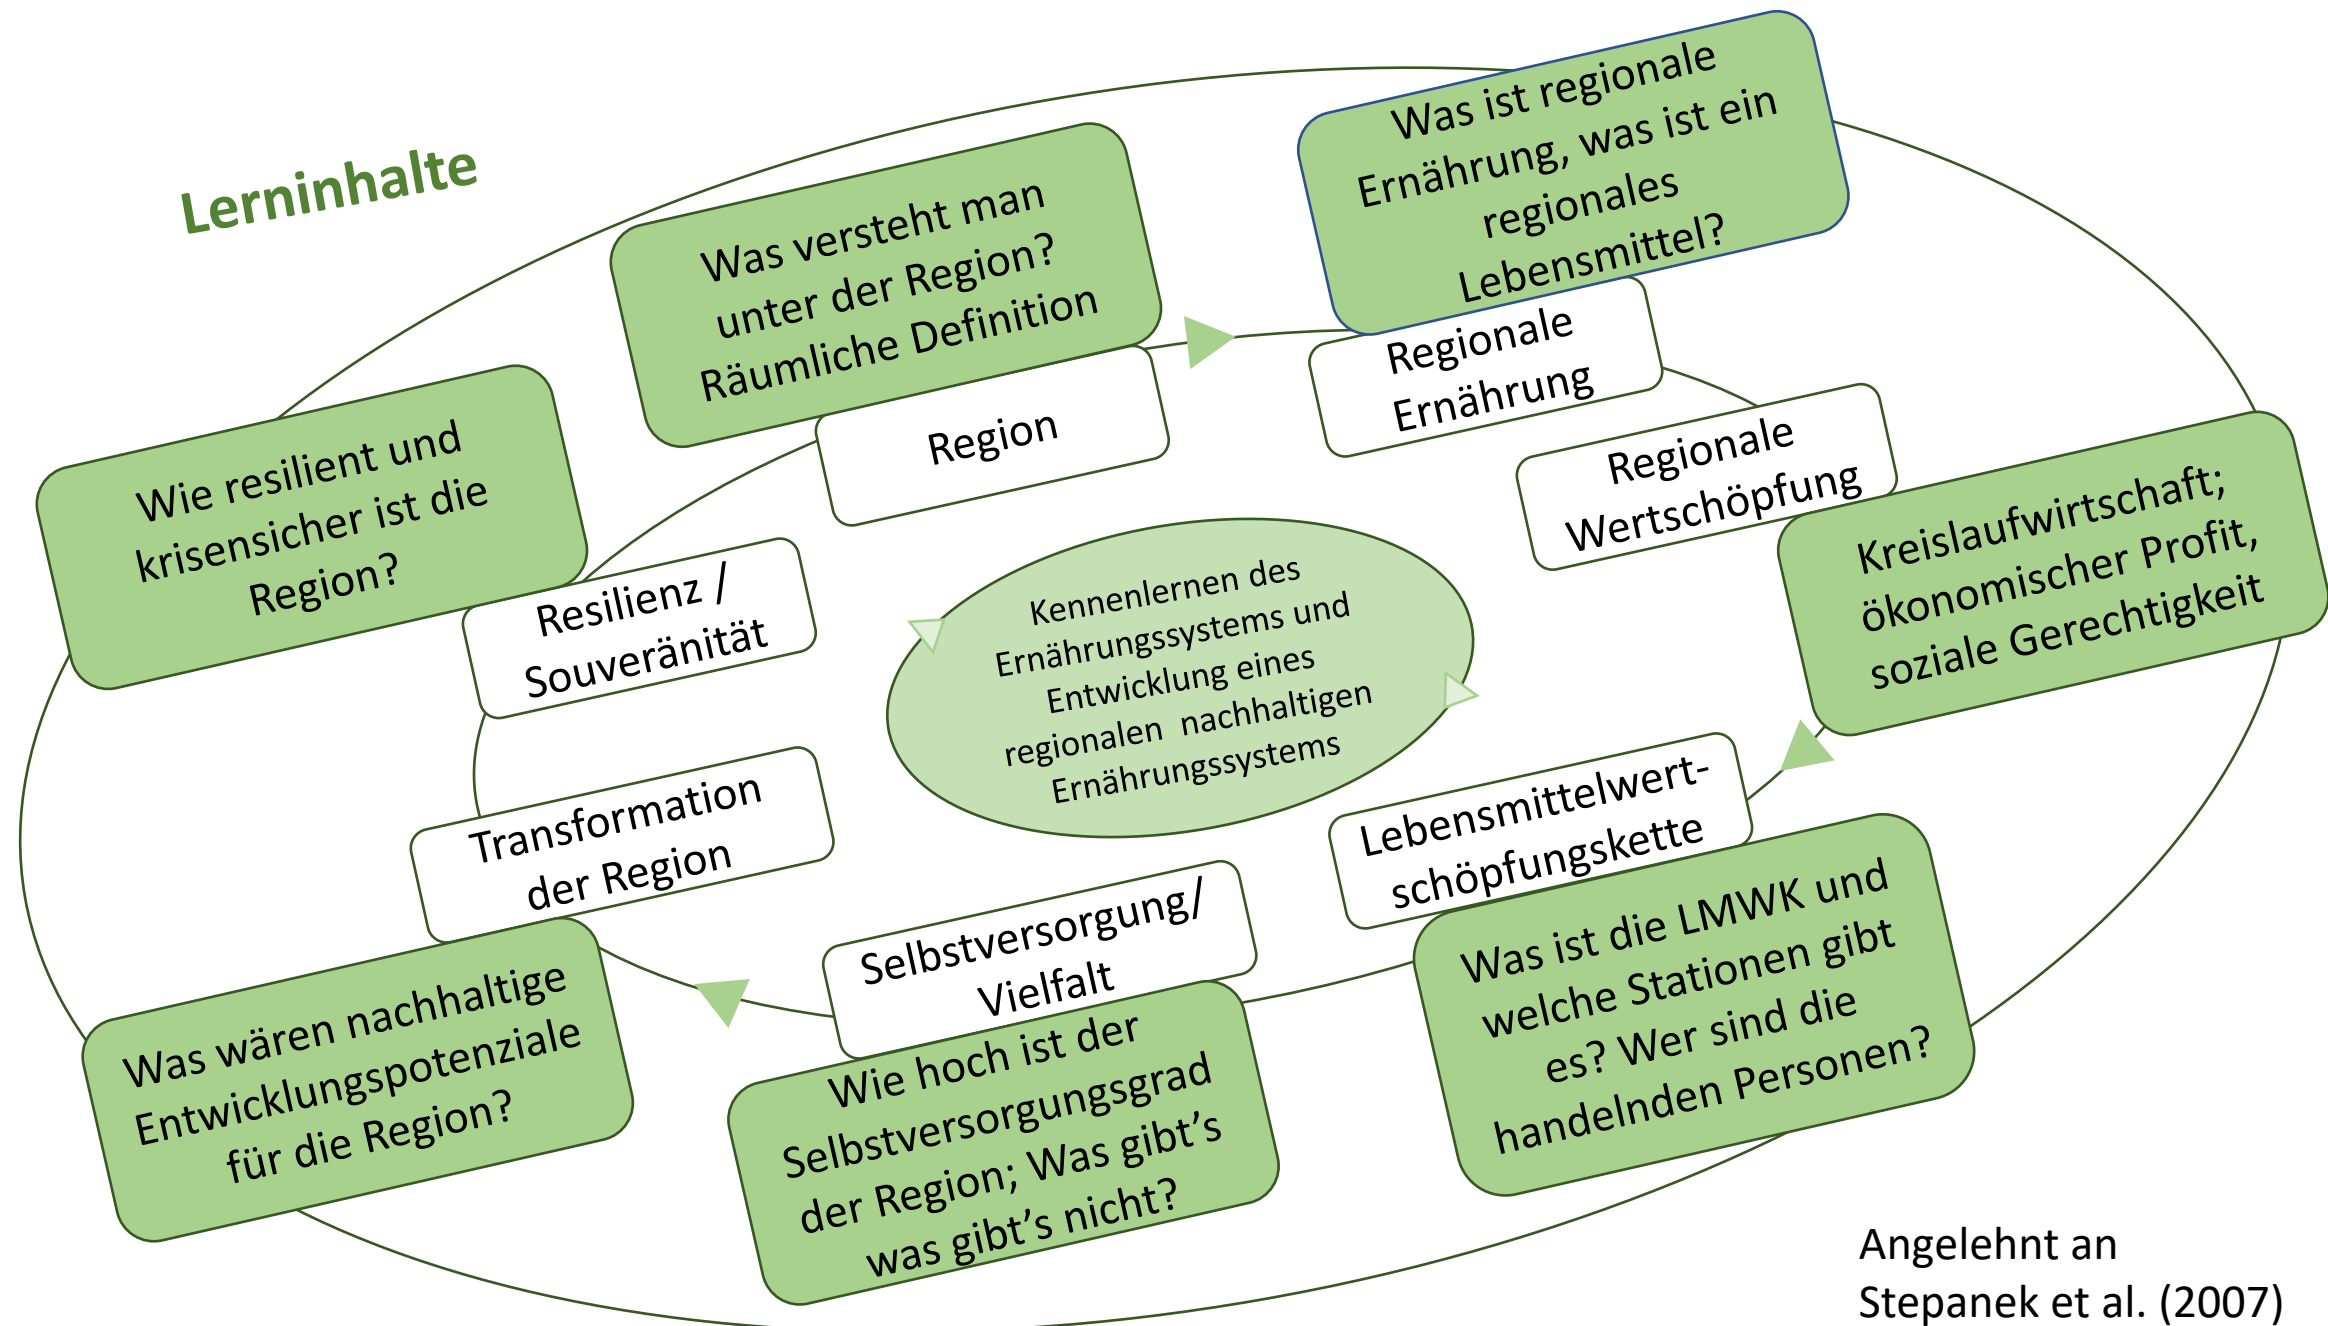 Lerninhalte
Was ist regionale
Ernährung, was ist ein
regionales
Lebensmittel?
Was versteht man
unter der Region?
Räumliche Definition
Regionale
Ernährung
Region
Regionale
Wertschöpfung
Wie resilient und
krisensicher ist die
Region?
Kreislaufwirtschaft;
ökonomischer Profit,
soziale Gerechtigkeit
Resilienz /
Souveränität
Kennenlernen des
Ernährungssystems und
Entwicklung eines
regionalen  nachhaltigen
Ernährungssystems
Transformation
der Region
Lebensmittelwert-
schöpfungskette
Selbstversorgung/
Vielfalt
Was ist die LMWK und
welche Stationen gibt
es? Wer sind die
handelnden Personen?
Was wären nachhaltige
Entwicklungspotenziale
für die Region?
Wie hoch ist der
Selbstversorgungsgrad
der Region; Was gibt’s
was gibt’s nicht?
Angelehnt an
Stepanek et al. (2007)